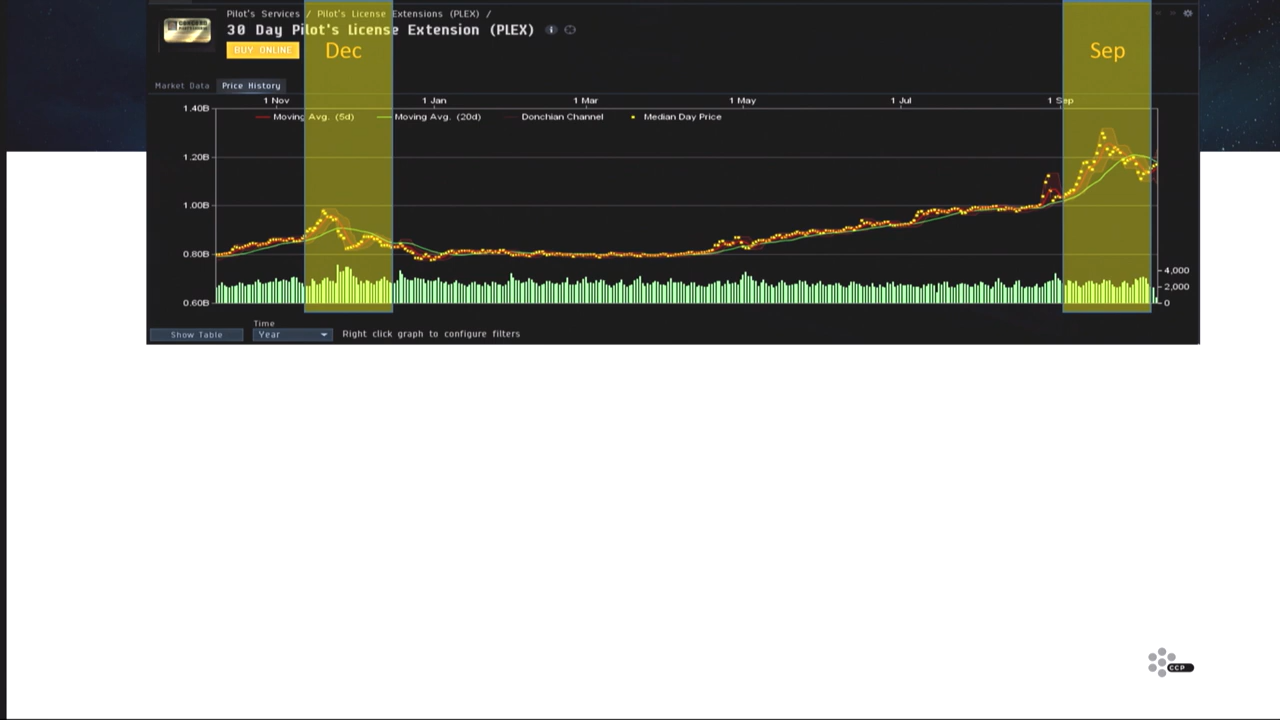 Pilot's Services / Pilot's License Extensions (PLEX) /
30 Day Pilot's License Extension (PLEX)
BUY ONLINE
Dec
Sep
Market Data
Price History
1 Nov
1 Jan
1 Mar
1 May
1 Jul
1 Sep
1.40B
Moving Avg. (5d)
Moving Avg. (20d)
Donchian Channel
Median Day Price
1.20B
1.00B
0.80B
4,000
2,000
0.60B
0
Time
Show Table
Year
Right click graph to configure filters
CCP